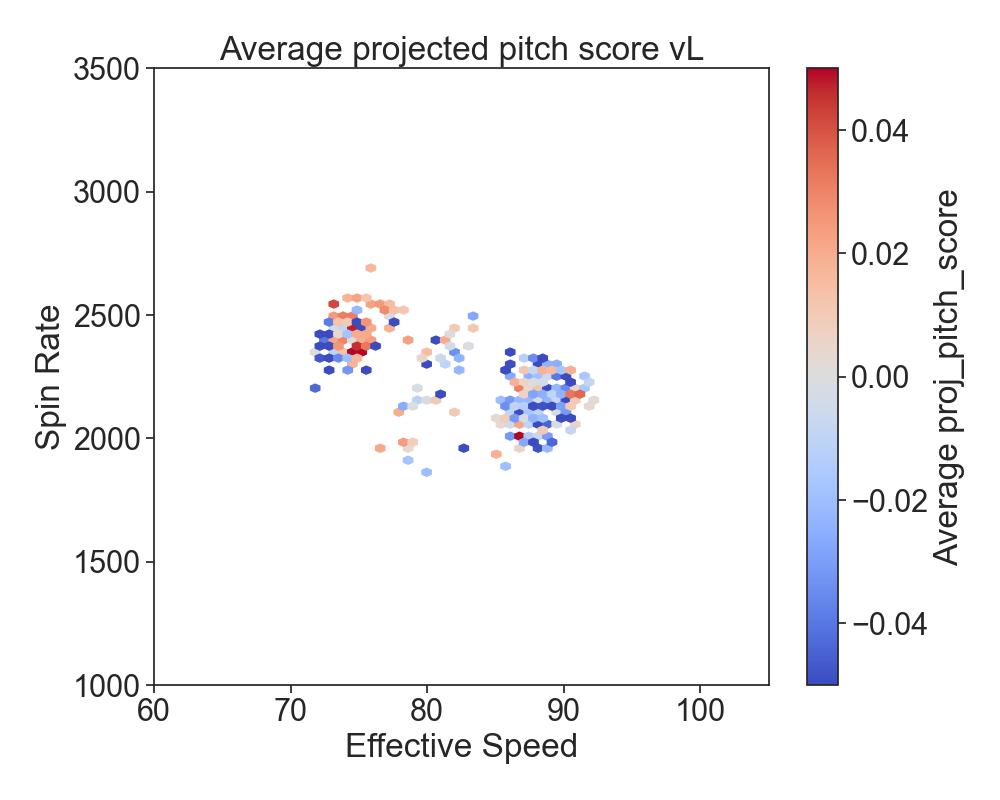 Average projected pitch score vL
3500
3000
2500
2000
1500
1000
Spin Rate
60 70 80 90 100
Effective Speed
0.04
0.02
0.00
−0.02
−0.04
Average proj_pitch_score